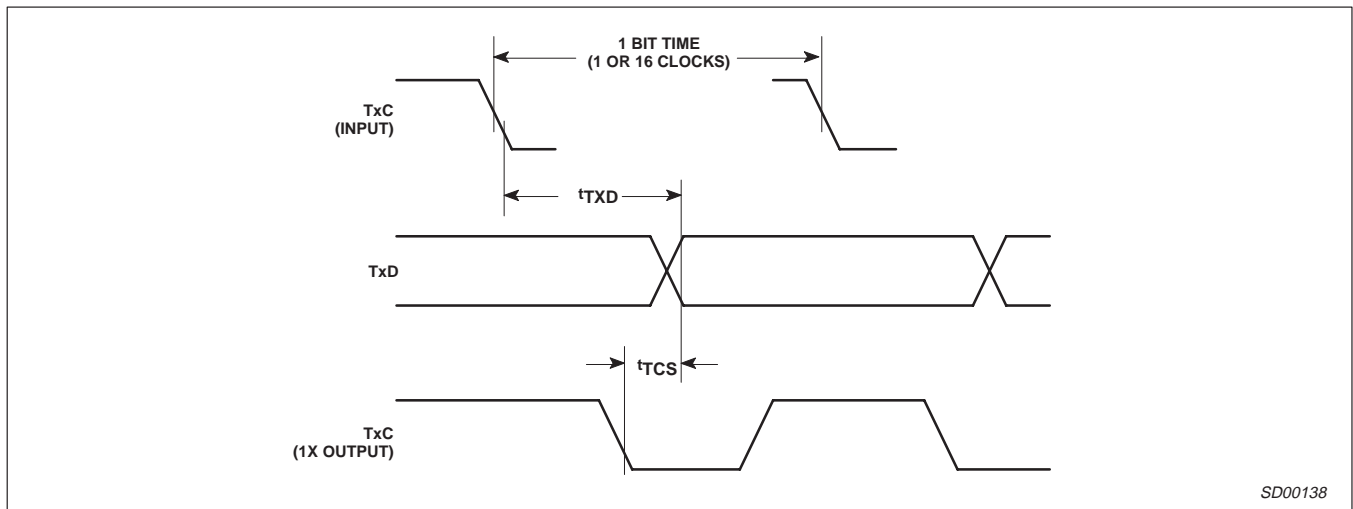 1 BIT TIME
(1 OR 16 CLOCKS)
TxC
(INPUT)
tTXD
TxD
tTCS
TxC
(1X OUTPUT)
SD00138